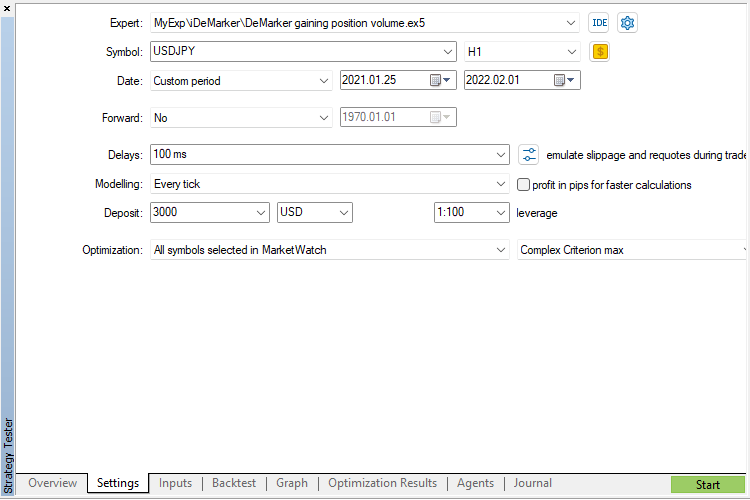 Expert: MyExp\iDeMarker\DeMarker gaining position volume.ex5 IDE
Symbol: USDJPY H1 $
Date: Custom period 2021.01.25 2022.02.01
Forward: No 1970.01.01
Delays: 100 ms emulate slippage and requotes during trade
Modelling: Every tick profit in pips for faster calculations
Deposit: 3000 USD 1:100 leverage
Optimization: All symbols selected in MarketWatch Complex Criterion max
Strategy Tester
Overview Settings Inputs Backtest Graph Optimization Results Agents Journal Start